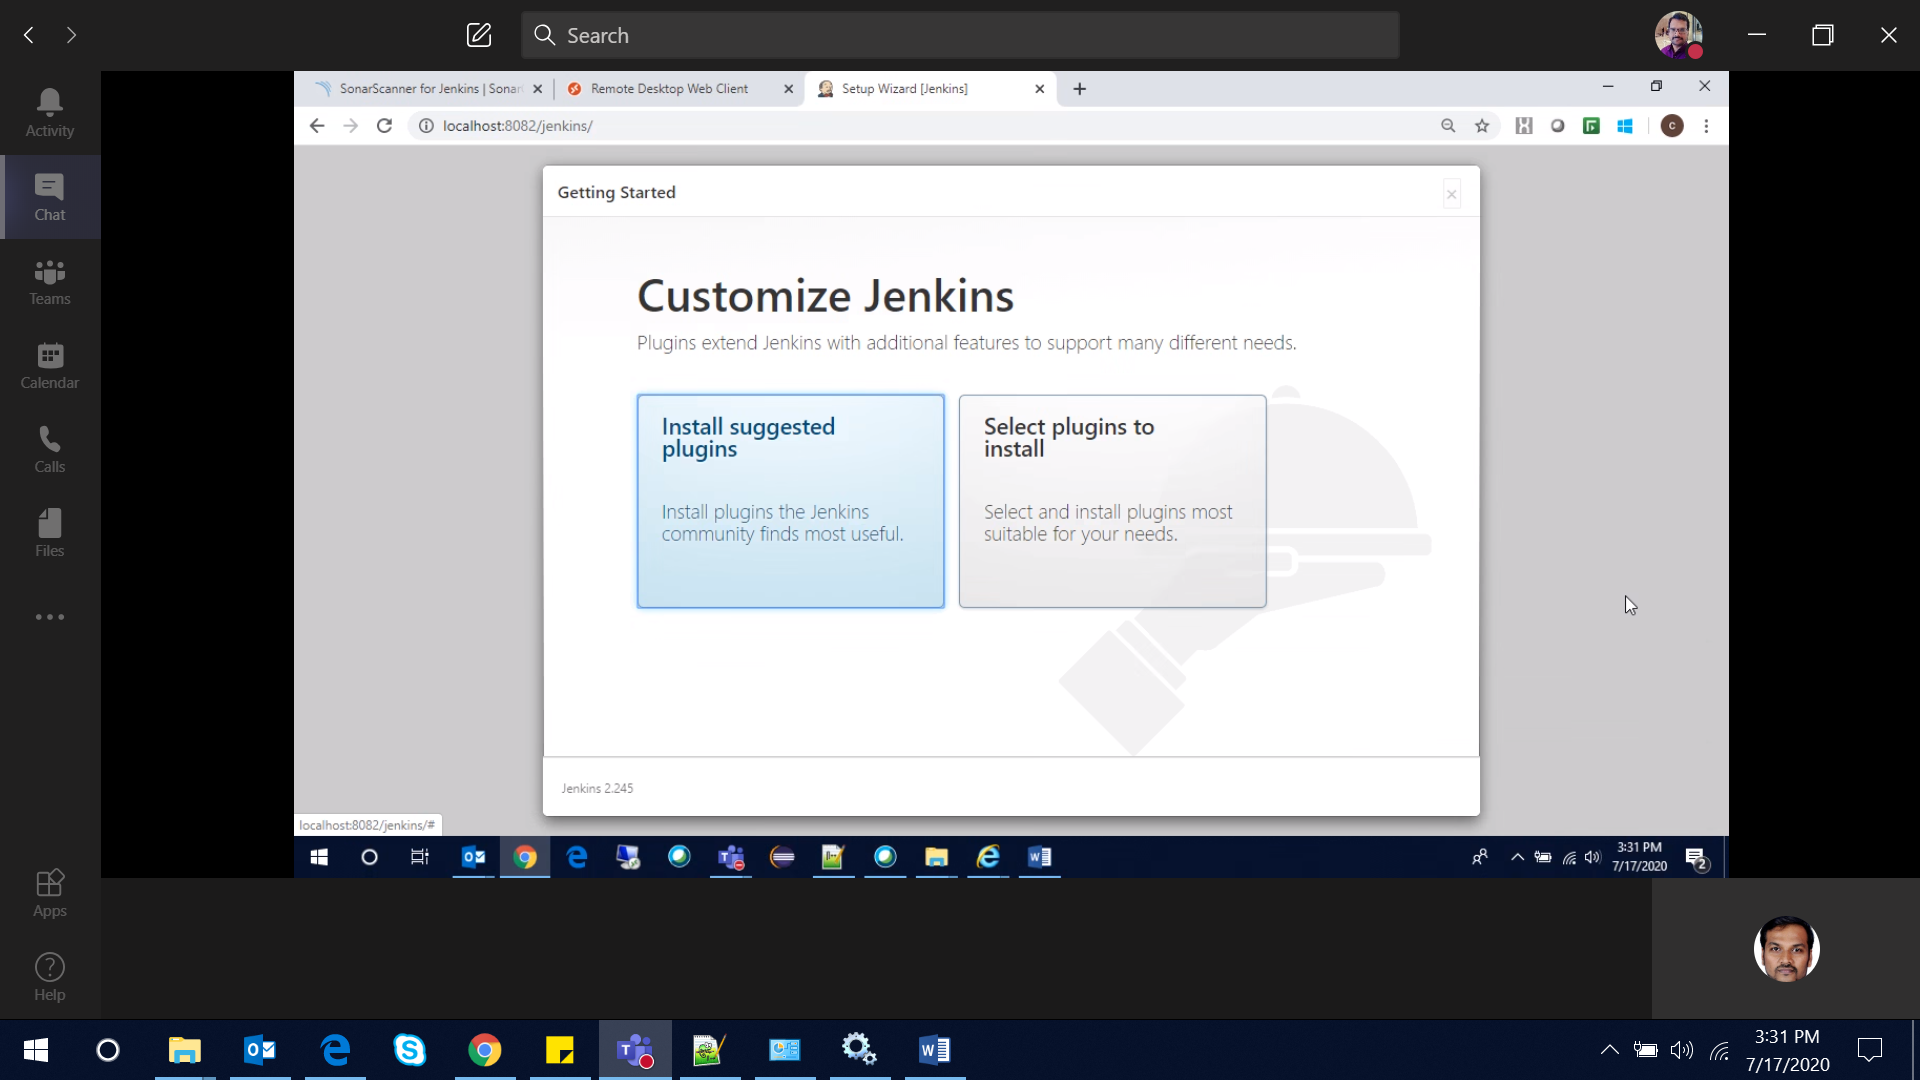 Search
Activity
Chat
Teams
Calendar
Calls
Files
Apps
Help
SonarScanner for Jenkins | Sonar
Remote Desktop Web Client
Setup Wizard [Jenkins]
localhost:8082/jenkins/
C
Getting Started
Customize Jenkins
Plugins extend Jenkins with additional features to support many different needs.
Install suggested
plugins
Install plugins the Jenkins
community finds most useful.
Select plugins to
install
Select and install plugins most
suitable for your needs.
Jenkins 2.245
localhost:8082/jenkins/#
3:31 PM
7/17/2020
2
3:31 PM
7/17/2020